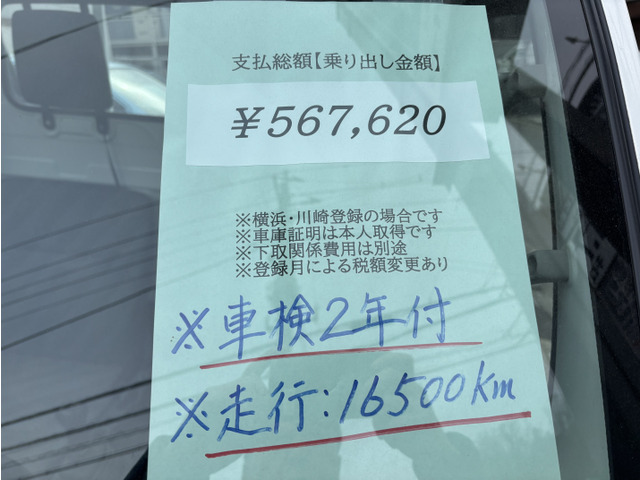 支払総額【乗り出し金額】
￥567,620
※横浜・川崎登録の場合です
※車庫証明は本人取得です
※下取関係費用は別途
※登録月による税額変更あり
※車検2年付
※走行:16500km